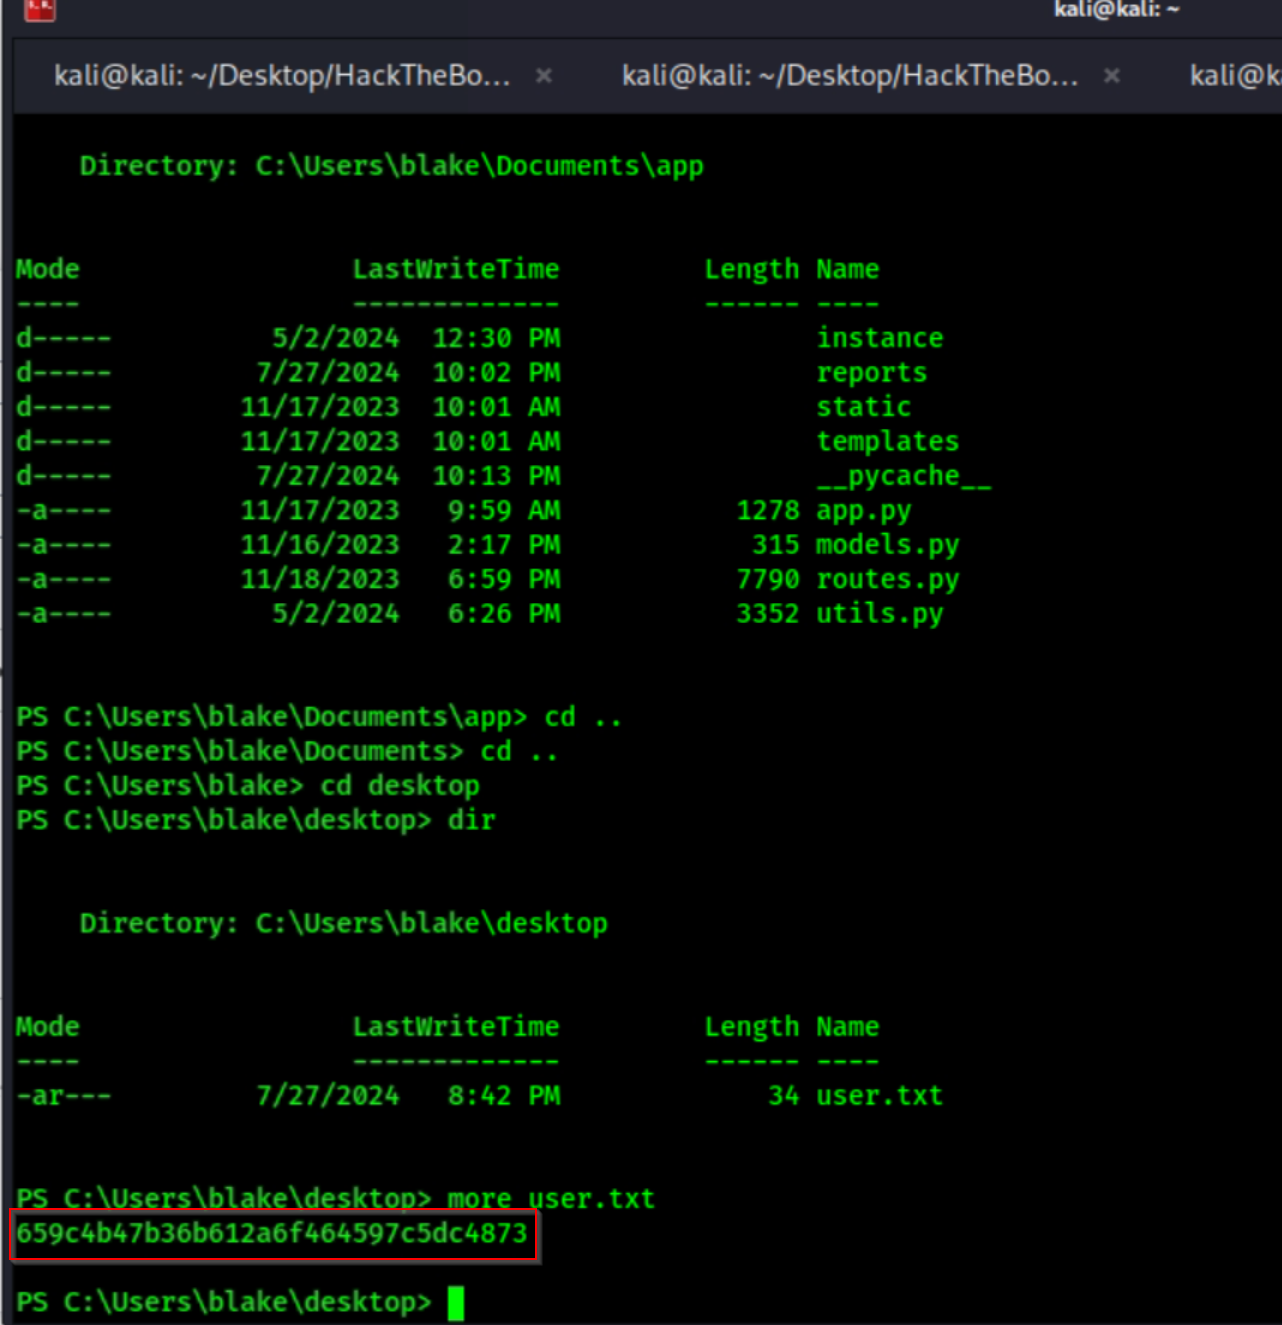 kali@kali: ~
kali@kali: ~/Desktop/HackTheBo... × kali@kali: ~/Desktop/HackTheBo... × kali@k
Directory: C:\Users\blake\Documents\app
Mode LastWriteTime Length Name
---- ------------- ------ ----
d----- 5/2/2024 12:30 PM instance
d----- 7/27/2024 10:02 PM reports
d----- 11/17/2023 10:01 AM static
d----- 11/17/2023 10:01 AM templates
d----- 7/27/2024 10:13 PM __pycache__
-a---- 11/17/2023 9:59 AM 1278 app.py
-a---- 11/16/2023 2:17 PM 315 models.py
-a---- 11/18/2023 6:59 PM 7790 routes.py
-a---- 5/2/2024 6:26 PM 3352 utils.py
PS C:\Users\blake\Documents\app> cd ..
PS C:\Users\blake\Documents> cd ..
PS C:\Users\blake> cd desktop
PS C:\Users\blake\desktop> dir
Directory: C:\Users\blake\desktop
Mode LastWriteTime Length Name
---- ------------- ------ ----
-ar--- 7/27/2024 8:42 PM 34 user.txt
PS C:\Users\blake\desktop> more user.txt
659c4b47b36b612a6f464597c5dc4873
PS C:\Users\blake\desktop>